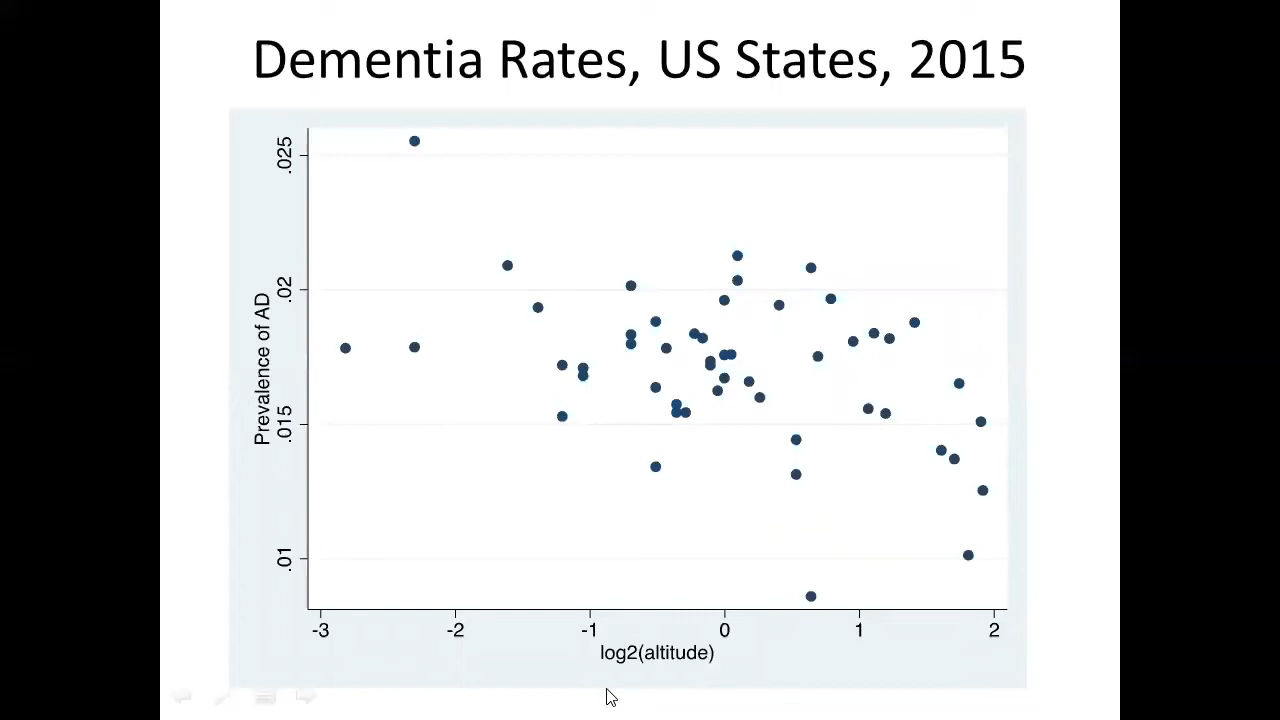 Dementia Rates, US States, 2015
.025
.02
.015
.01
Prevalence of AD
-3 -2 -1 0 1 2
log2(altitude)